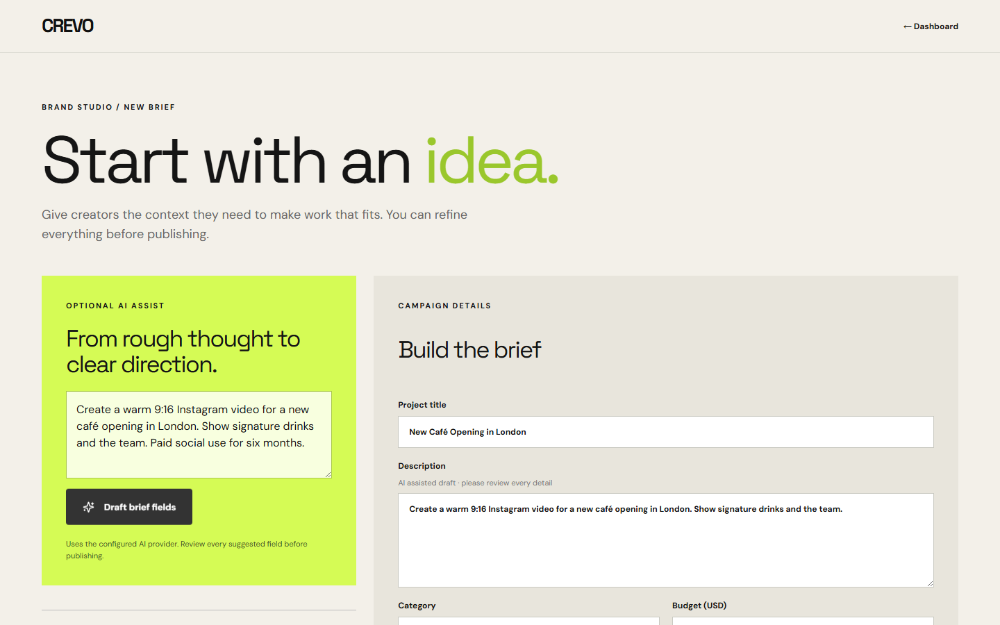 CREVO
← Dashboard
BRAND STUDIO / NEW BRIEF
Start with an idea.
Give creators the context they need to make work that fits. You can refine
everything before publishing.
OPTIONAL AI ASSIST
From rough thought to
clear direction.
Create a warm 9:16 Instagram video for a new
café opening in London. Show signature drinks
and the team. Paid social use for six months.
Draft brief fields
Uses the configured AI provider. Review every suggested field before
publishing.
CAMPAIGN DETAILS
Build the brief
Project title
New Café Opening in London
Description
AI assisted draft · please review every detail
Create a warm 9:16 Instagram video for a new café opening in London. Show signature drinks and the team.
Category
Budget (USD)